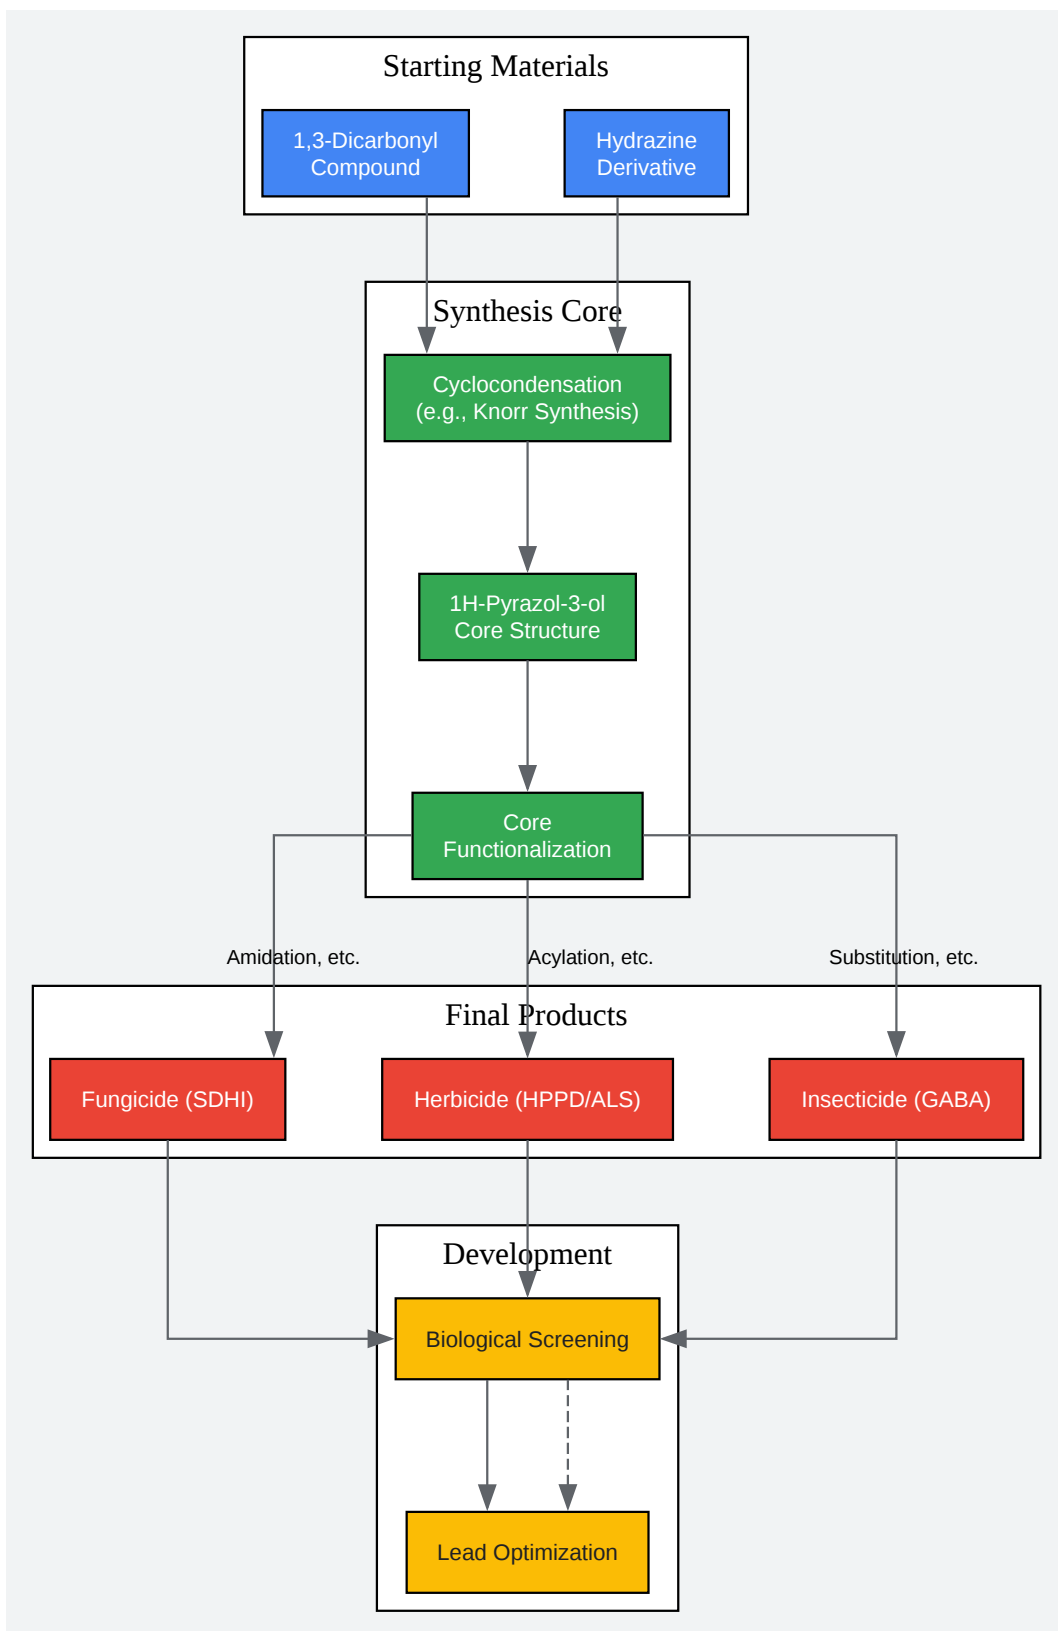 Starting Materials
1,3-Dicarbonyl
Compound
Hydrazine
Derivative
Synthesis Core
Cyclocondensation
(e.g., Knorr Synthesis)
1H-Pyrazol-3-ol
Core Structure
Core
Functionalization
Amidation, etc.
Acylation, etc.
Substitution, etc.
Final Products
Fungicide (SDHI)
Herbicide (HPPD/ALS)
Insecticide (GABA)
Development
Biological Screening
Lead Optimization